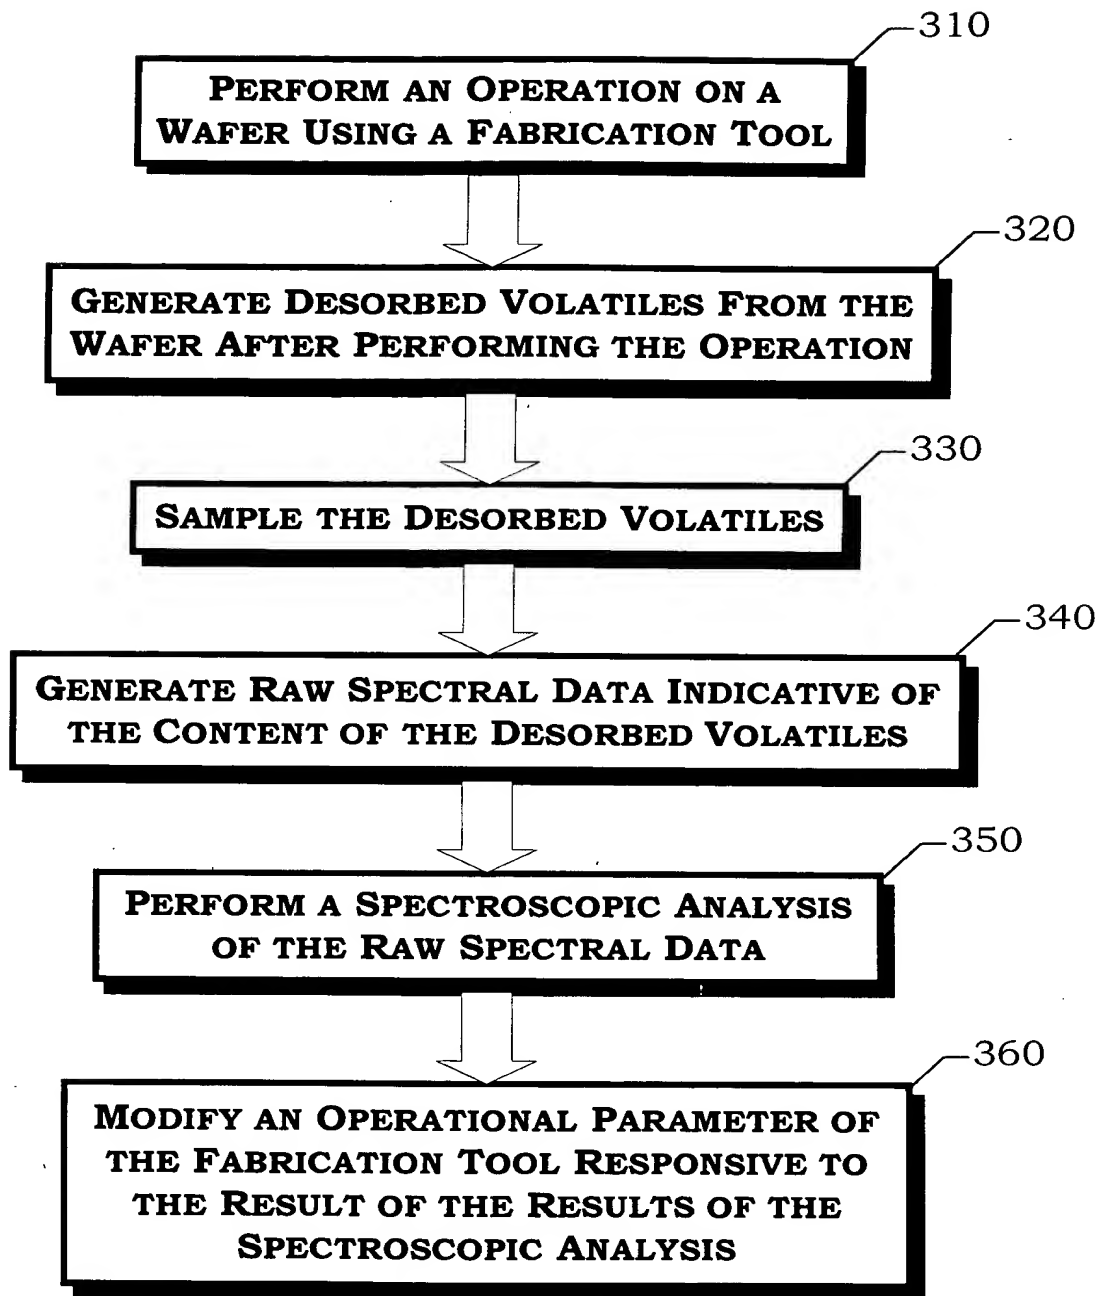 310
PERFORM AN OPERATION ON A
WAFER USING A FABRICATION TOOL
320
GENERATE DESORBED VOLATILES FROM THE
WAFER AFTER PERFORMING THE OPERATION
330
SAMPLE THE DESORBED VOLATILES
340
GENERATE RAW SPECTRAL DATA INDICATIVE OF
THE CONTENT OF THE DESORBED VOLATILES
350
PERFORM A SPECTROSCOPIC ANALYSIS
OF THE RAW SPECTRAL DATA
360
MODIFY AN OPERATIONAL PARAMETER OF
THE FABRICATION TOOL RESPONSIVE TO
THE RESULT OF THE RESULTS OF THE
SPECTROSCOPIC ANALYSIS